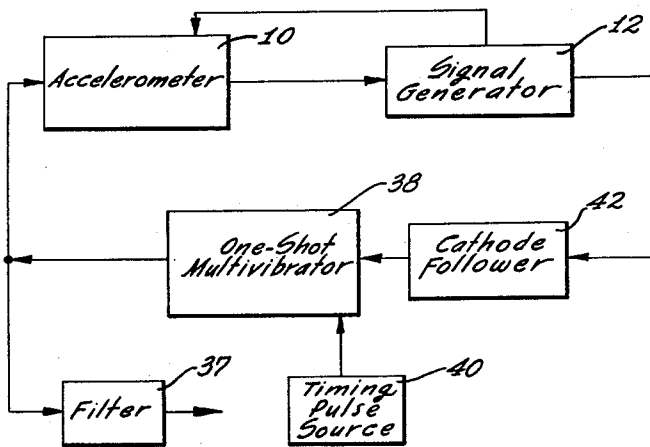 10
Accelerometer
12
Signal
Generator
38
One-Shot
Multivibrator
42
Cathode
Follower
37
Filter
40
Timing
Pulse
Source